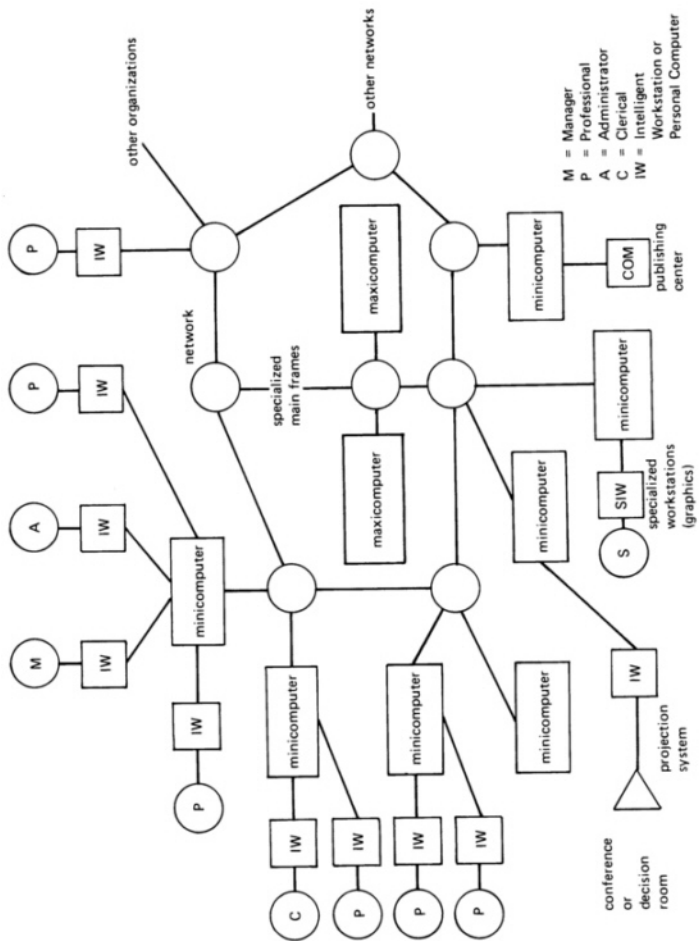 M
A
P
P
IW
IW
IW
IW
other organizations
P
IW
minicomputer
network
C
IW
minicomputer
specialized
main frames
P
IW
maxicomputer
maxicomputer
other networks
P
IW
minicomputer
P
IW
minicomputer
minicomputer
minicomputer
minicomputer
IW
S
SIW
COM
conference
or
decision
room
projection
system
specialized
workstations
(graphics)
publishing
center
M = Manager
P = Professional
A = Administrator
C = Clerical
IW = Intelligent
Workstation or
Personal Computer